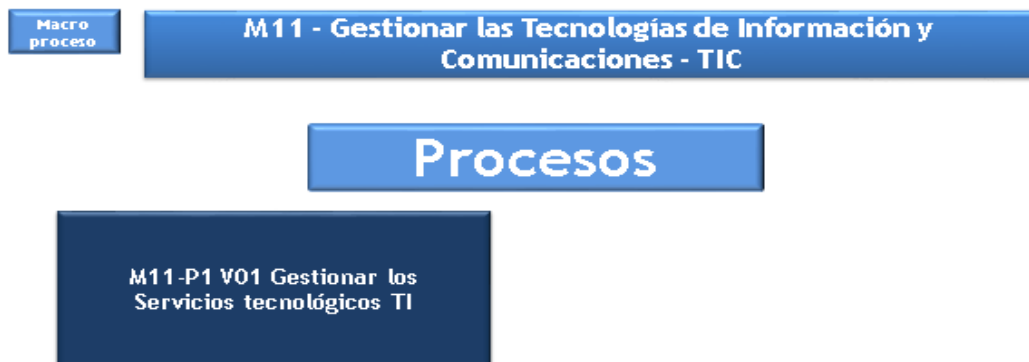 Macro
proceso
M11 - Gestionar las Tecnologías de Información y
Comunicaciones - TIC
Procesos
M11-P1 V01 Gestionar los
Servicios tecnológicos TI